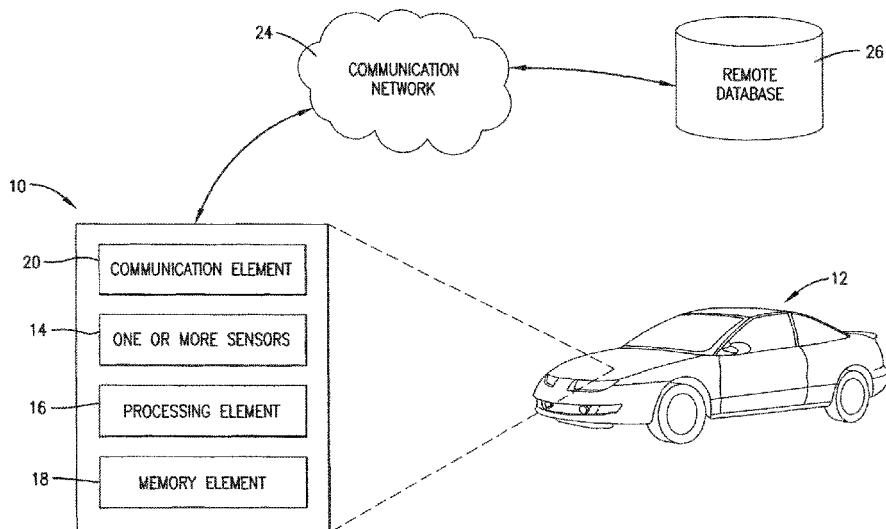 24
COMMUNICATION
NETWORK
REMOTE
DATABASE
26
10
20
COMMUNICATION ELEMENT
12
14
ONE OR MORE SENSORS
16
PROCESSING ELEMENT
18
MEMORY ELEMENT